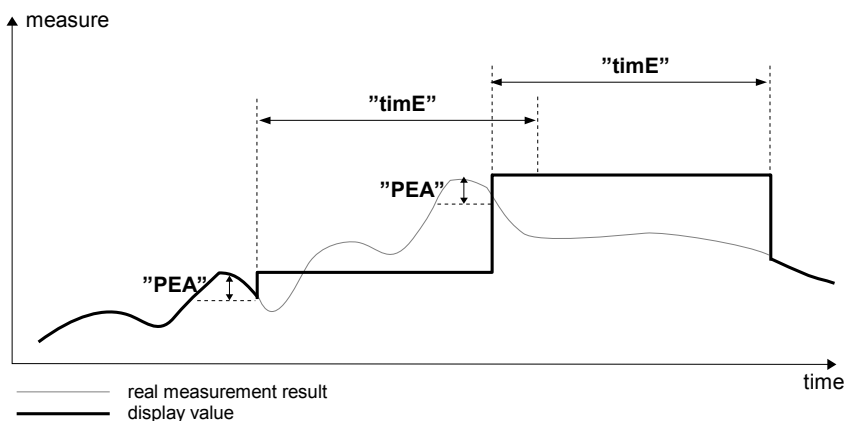 measure
”timE”
”timE”
”PEA”
”PEA”
time
real measurement result
display value